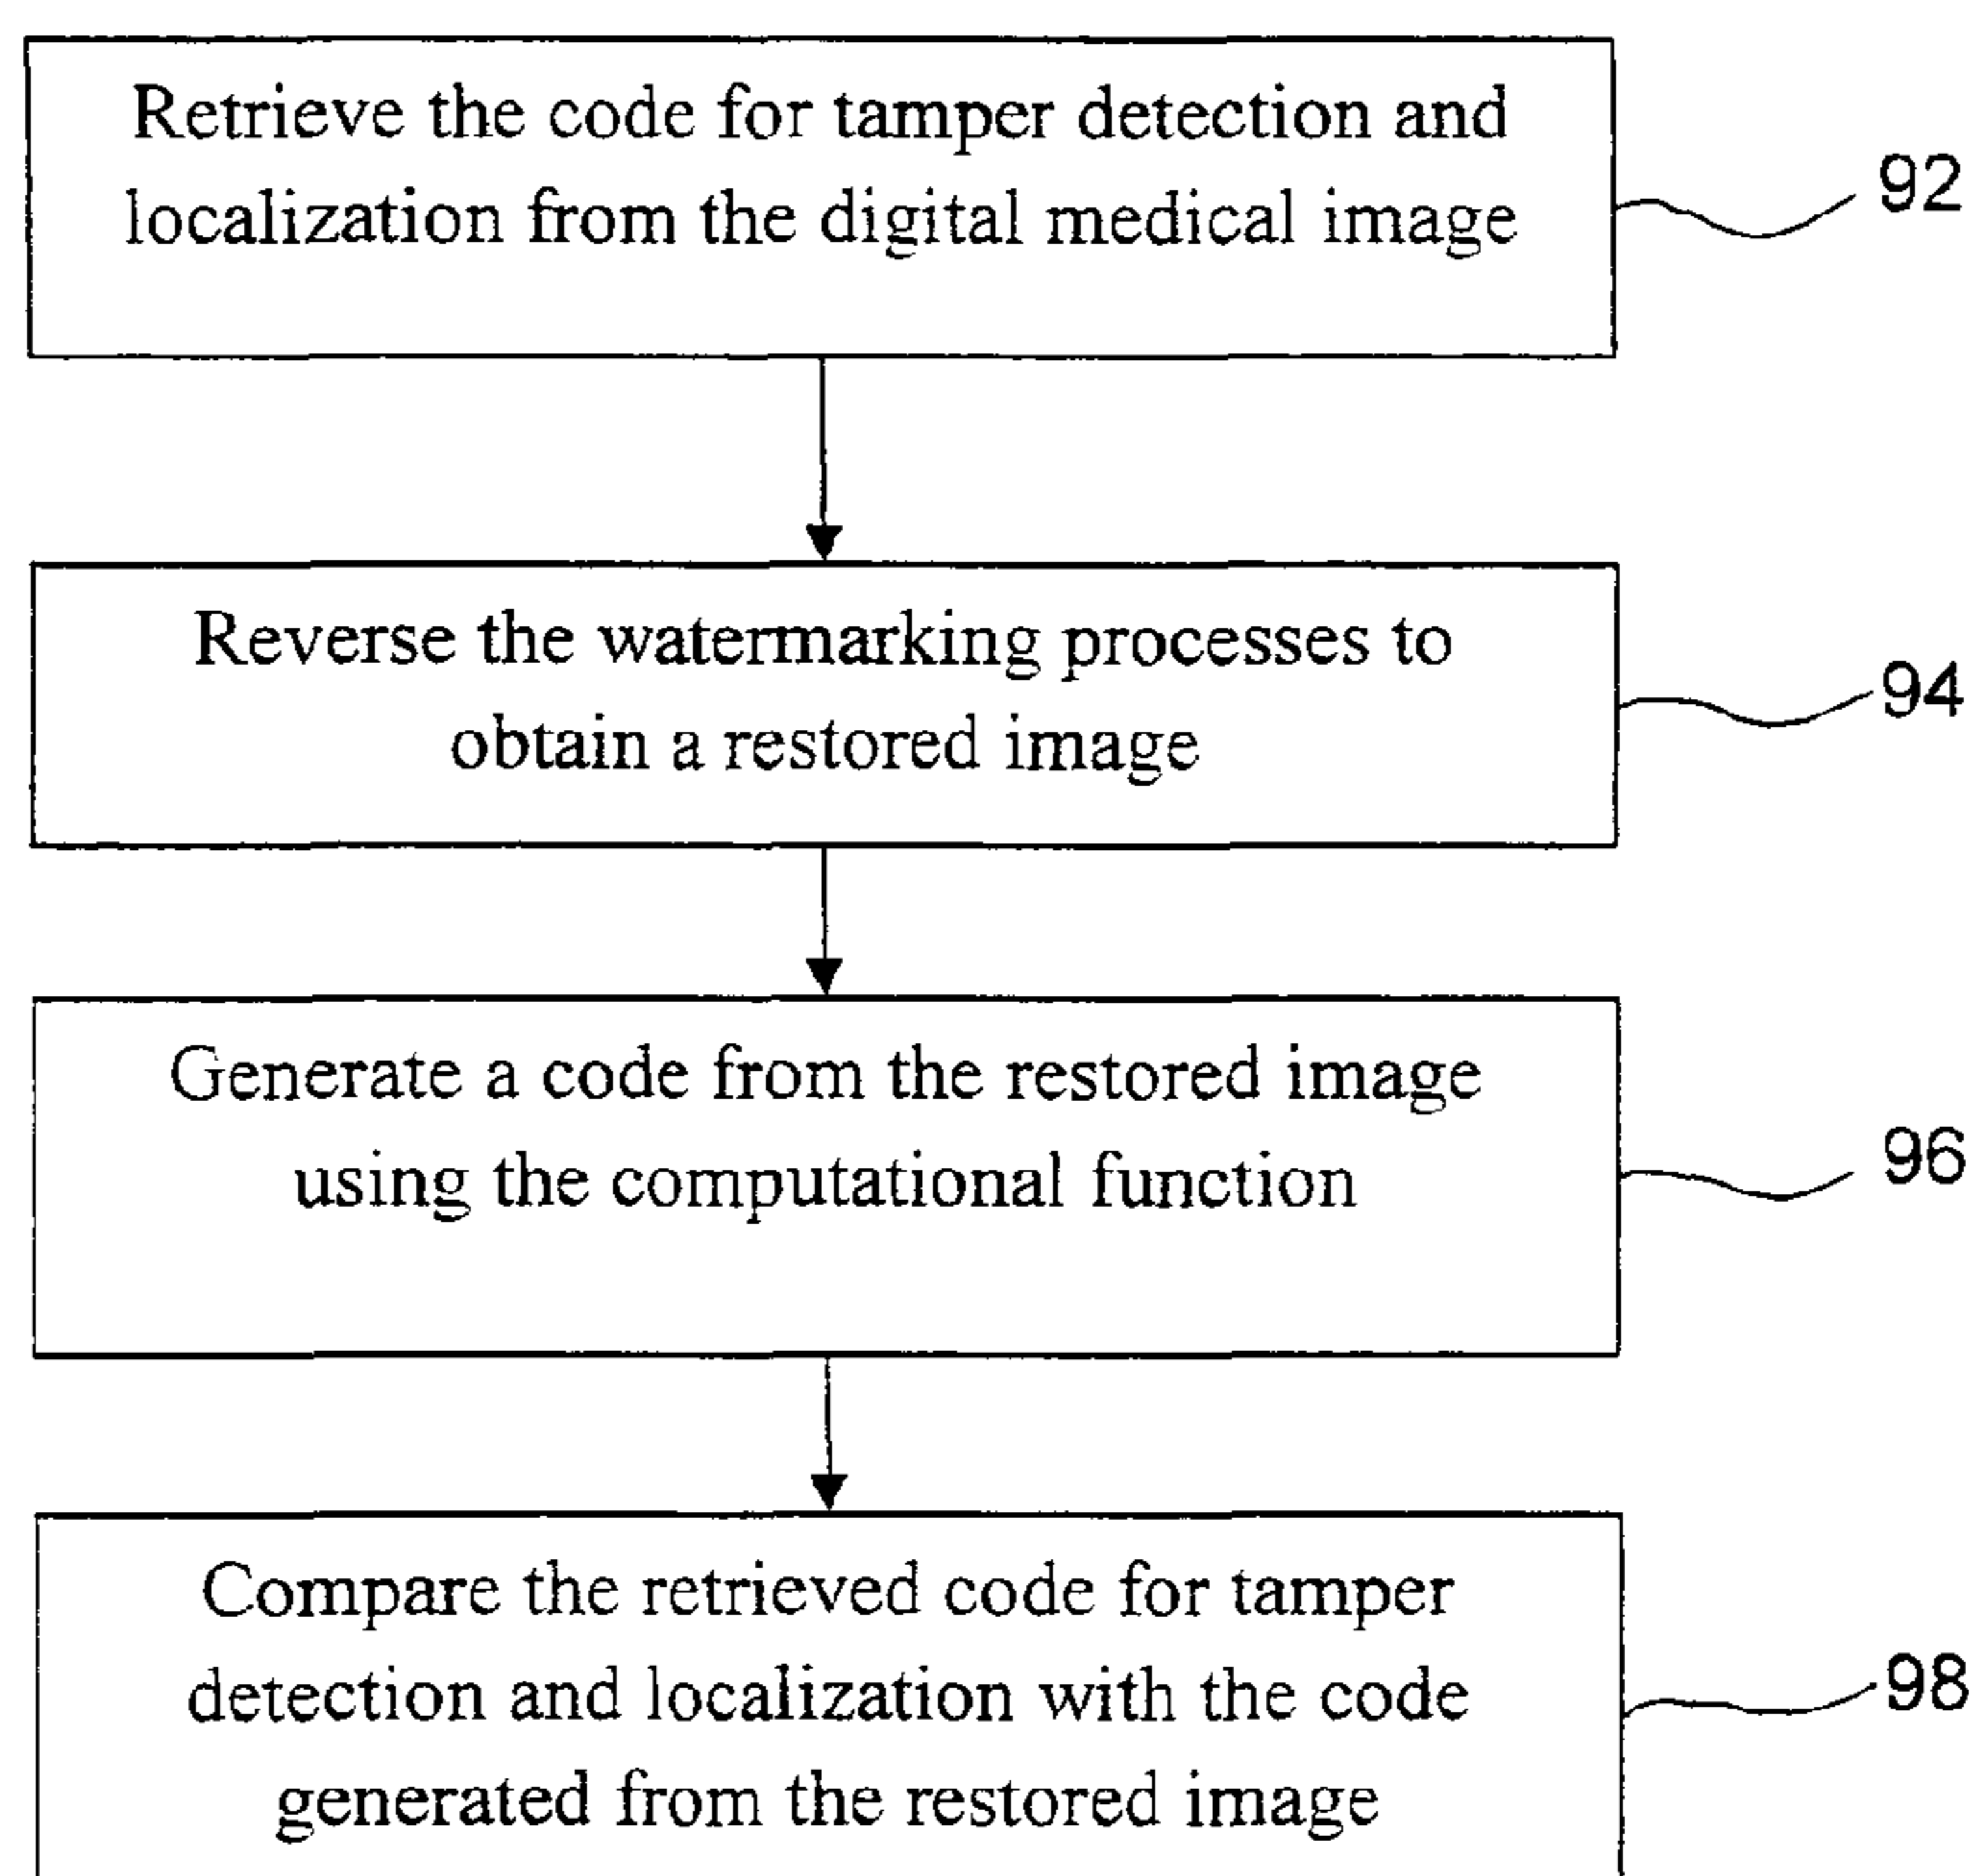 Retrieve the code for tamper detection and
localization from the digital medical image
92
Reverse the watermarking processes to
obtain a restored image
94
Generate a code from the restored image
using the computational function
96
Compare the retrieved code for tamper
detection and localization with the code
generated from the restored image
98